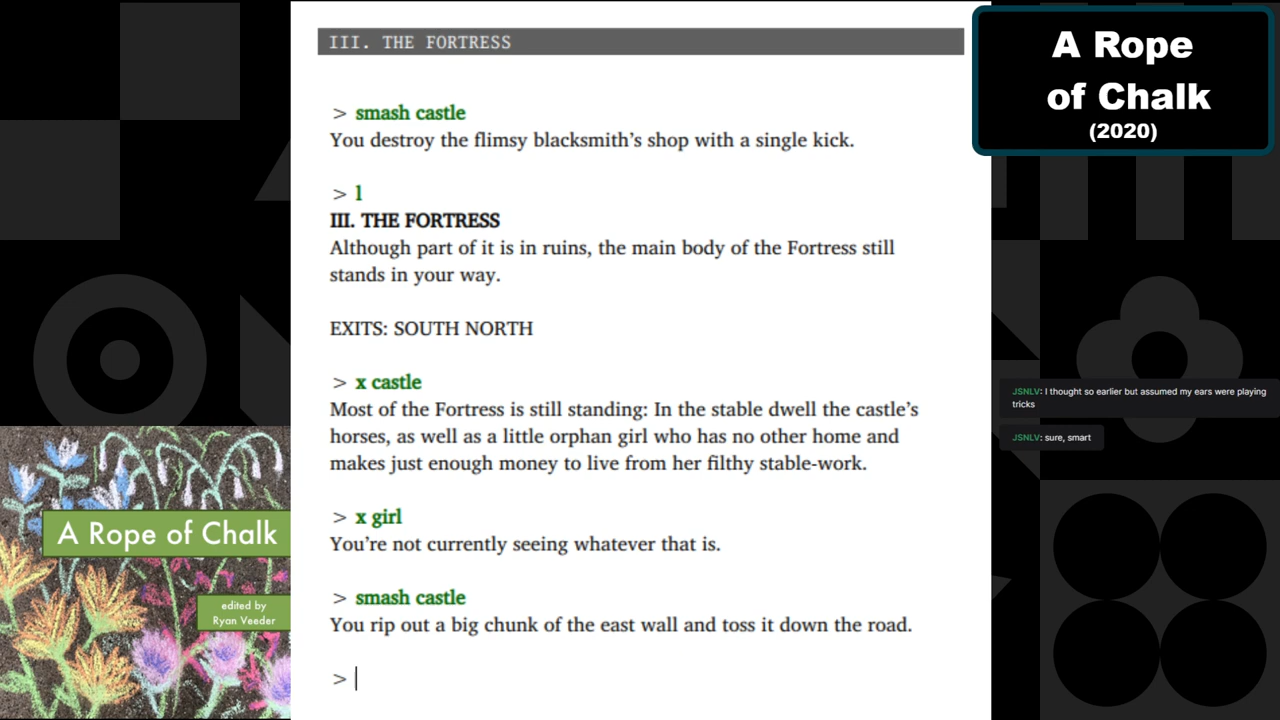 III. THE FORTRESS
> smash castle
You destroy the flimsy blacksmith’s shop with a single kick.
> l
III. THE FORTRESS
Although part of it is in ruins, the main body of the Fortress still
stands in your way.
EXITS: SOUTH NORTH
> x castle
Most of the Fortress is still standing: In the stable dwell the castle’s
horses, as well as a little orphan girl who has no other home and
makes just enough money to live from her filthy stable-work.
> x girl
You’re not currently seeing whatever that is.
> smash castle
You rip out a big chunk of the east wall and toss it down the road.
>
A Rope
of Chalk
(2020)
JSNLV: I thought so earlier but assumed my ears were playing
tricks
JSNLV: sure, smart
A Rope of Chalk
edited by
Ryan Veeder